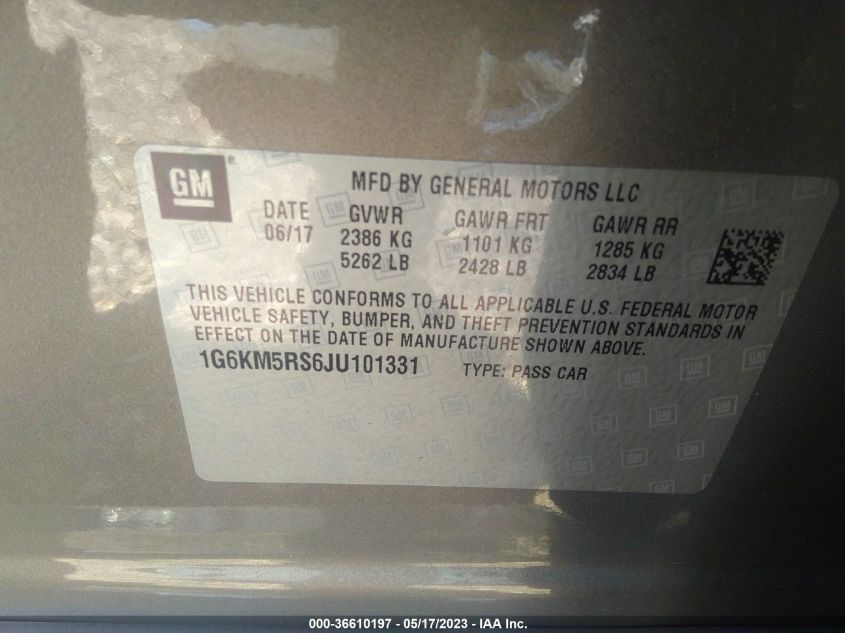 GM ®
MFD BY GENERAL MOTORS LLC
DATE GVWR GAWR FRT GAWR RR
06/17 2386 KG 1101 KG 1285 KG
5262 LB 2428 LB 2834 LB
THIS VEHICLE CONFORMS TO ALL APPLICABLE U.S. FEDERAL MOTOR
VEHICLE SAFETY, BUMPER, AND THEFT PREVENTION STANDARDS IN
EFFECT ON THE DATE OF MANUFACTURE SHOWN ABOVE.
1G6KM5RS6JU101331 TYPE: PASS CAR
000-36610197 - 05/17/2023 - IAA Inc.